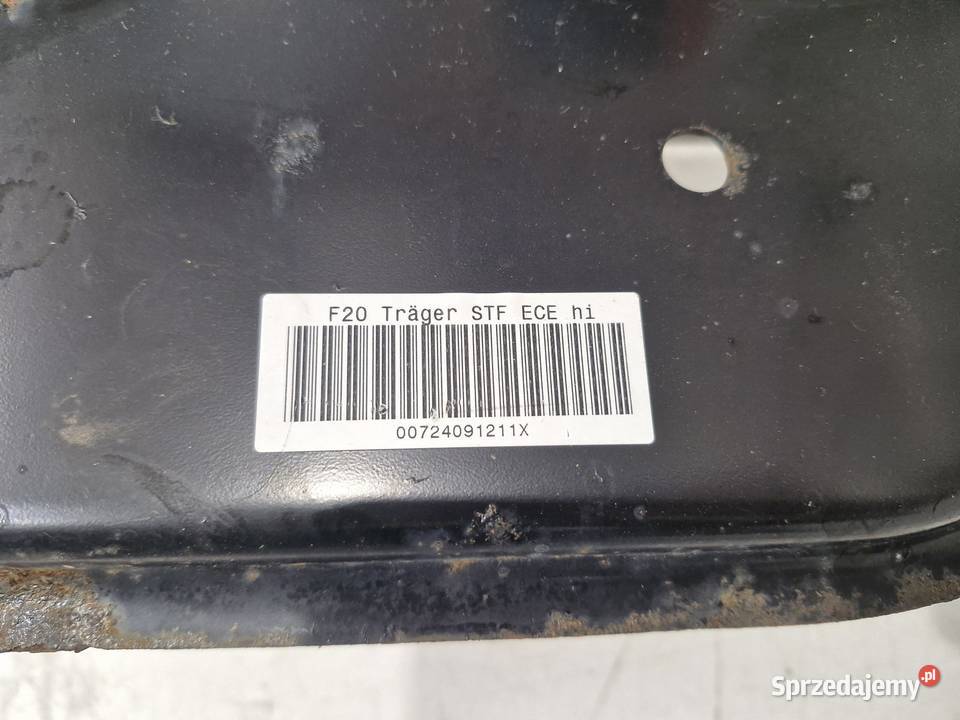 F20 Träger STF ECE hi
00724091211X
Sprzedajemy.pl